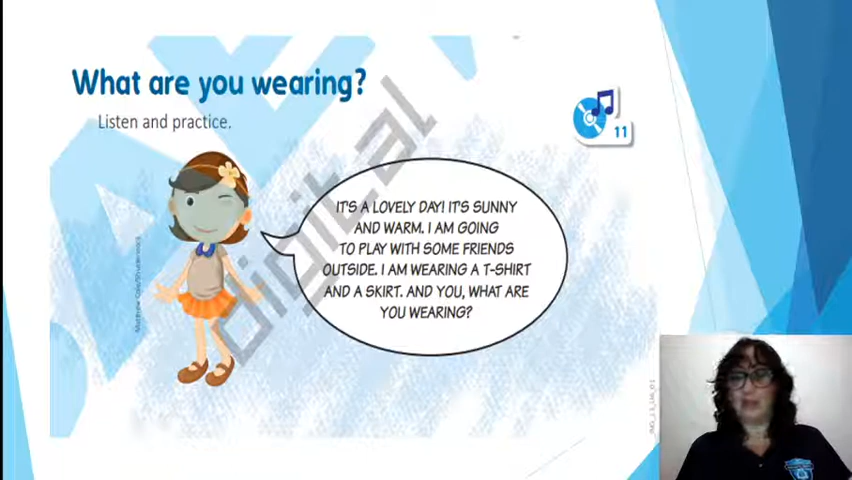 What are you wearing?
Listen and practice.
11
IT'S A LOVELY DAY! IT'S SUNNY
AND WARM. I AM GOING
TO PLAY WITH SOME FRIENDS
OUTSIDE. I AM WEARING A T-SHIRT
AND A SKIRT. AND YOU, WHAT ARE
YOU WEARING?
digital